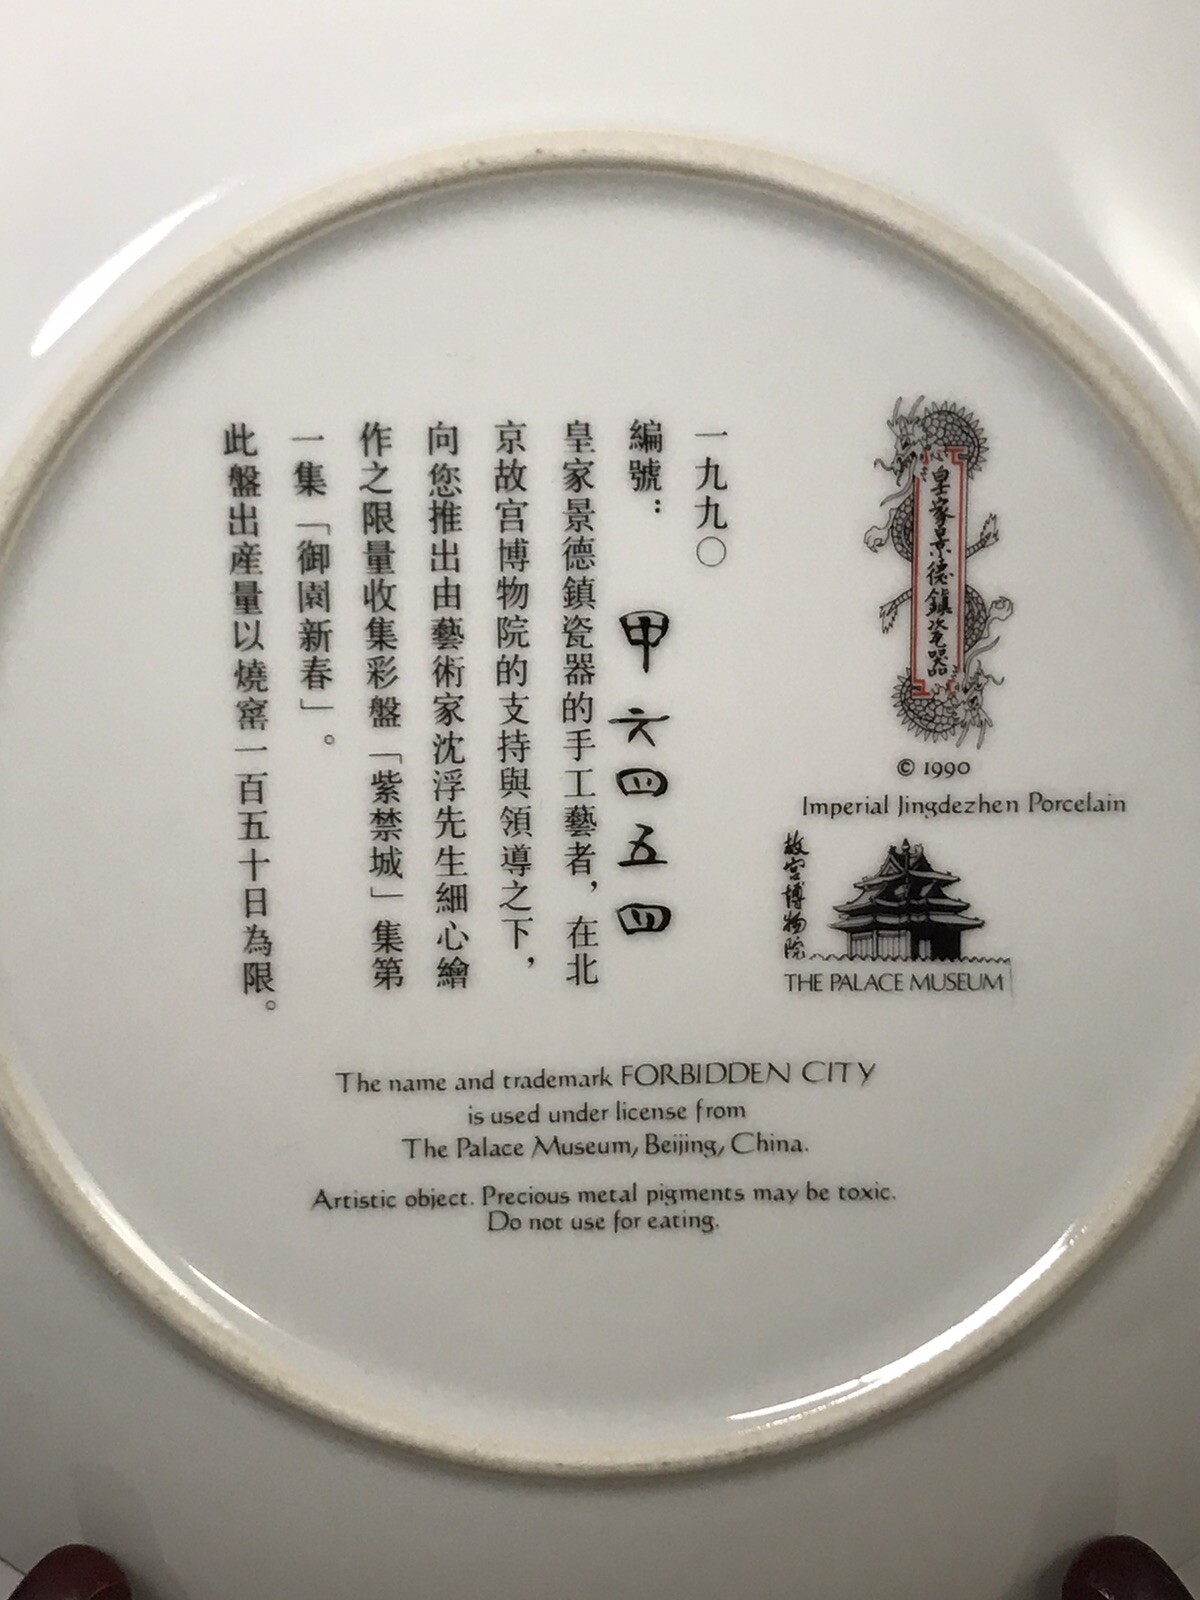 皇家景德鎮瓷器
© 1990
Imperial Jingdezhen Porcelain
故宮博物院
THE PALACE MUSEUM
一九九〇
編號： 甲六四五四
皇家景德鎮瓷器的手工藝者，在北
京故宮博物院的支持與領導之下，
向您推出由藝術家沈浮先生細心繪
作之限量收集彩盤「紫禁城」集第
一集「御園新春」。
此盤出産量以燒窑一百五十日為限。
The name and trademark FORBIDDEN CITY
is used under license from
The Palace Museum, Beijing, China.
Artistic object. Precious metal pigments may be toxic.
Do not use for eating.